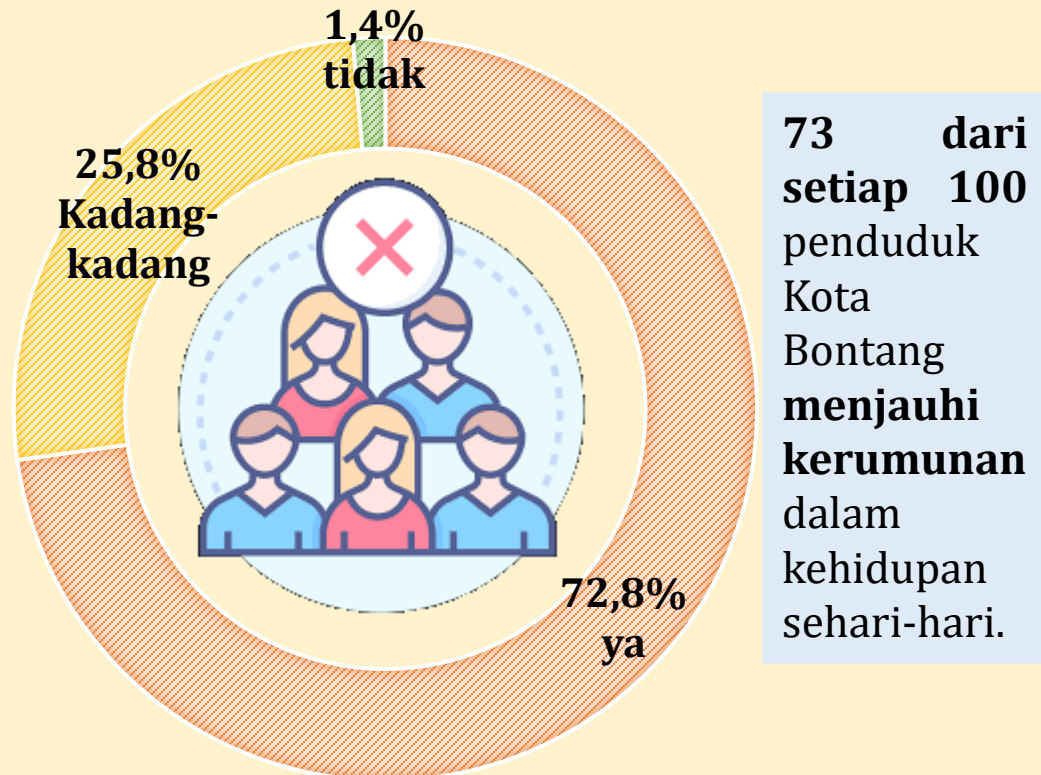 1,4%
tidak
25,8%
Kadang-
kadang
72,8%
ya
73 dari
setiap 100
penduduk
Kota
Bontang
menjauhi
kerumunan
dalam
kehidupan
sehari-hari.